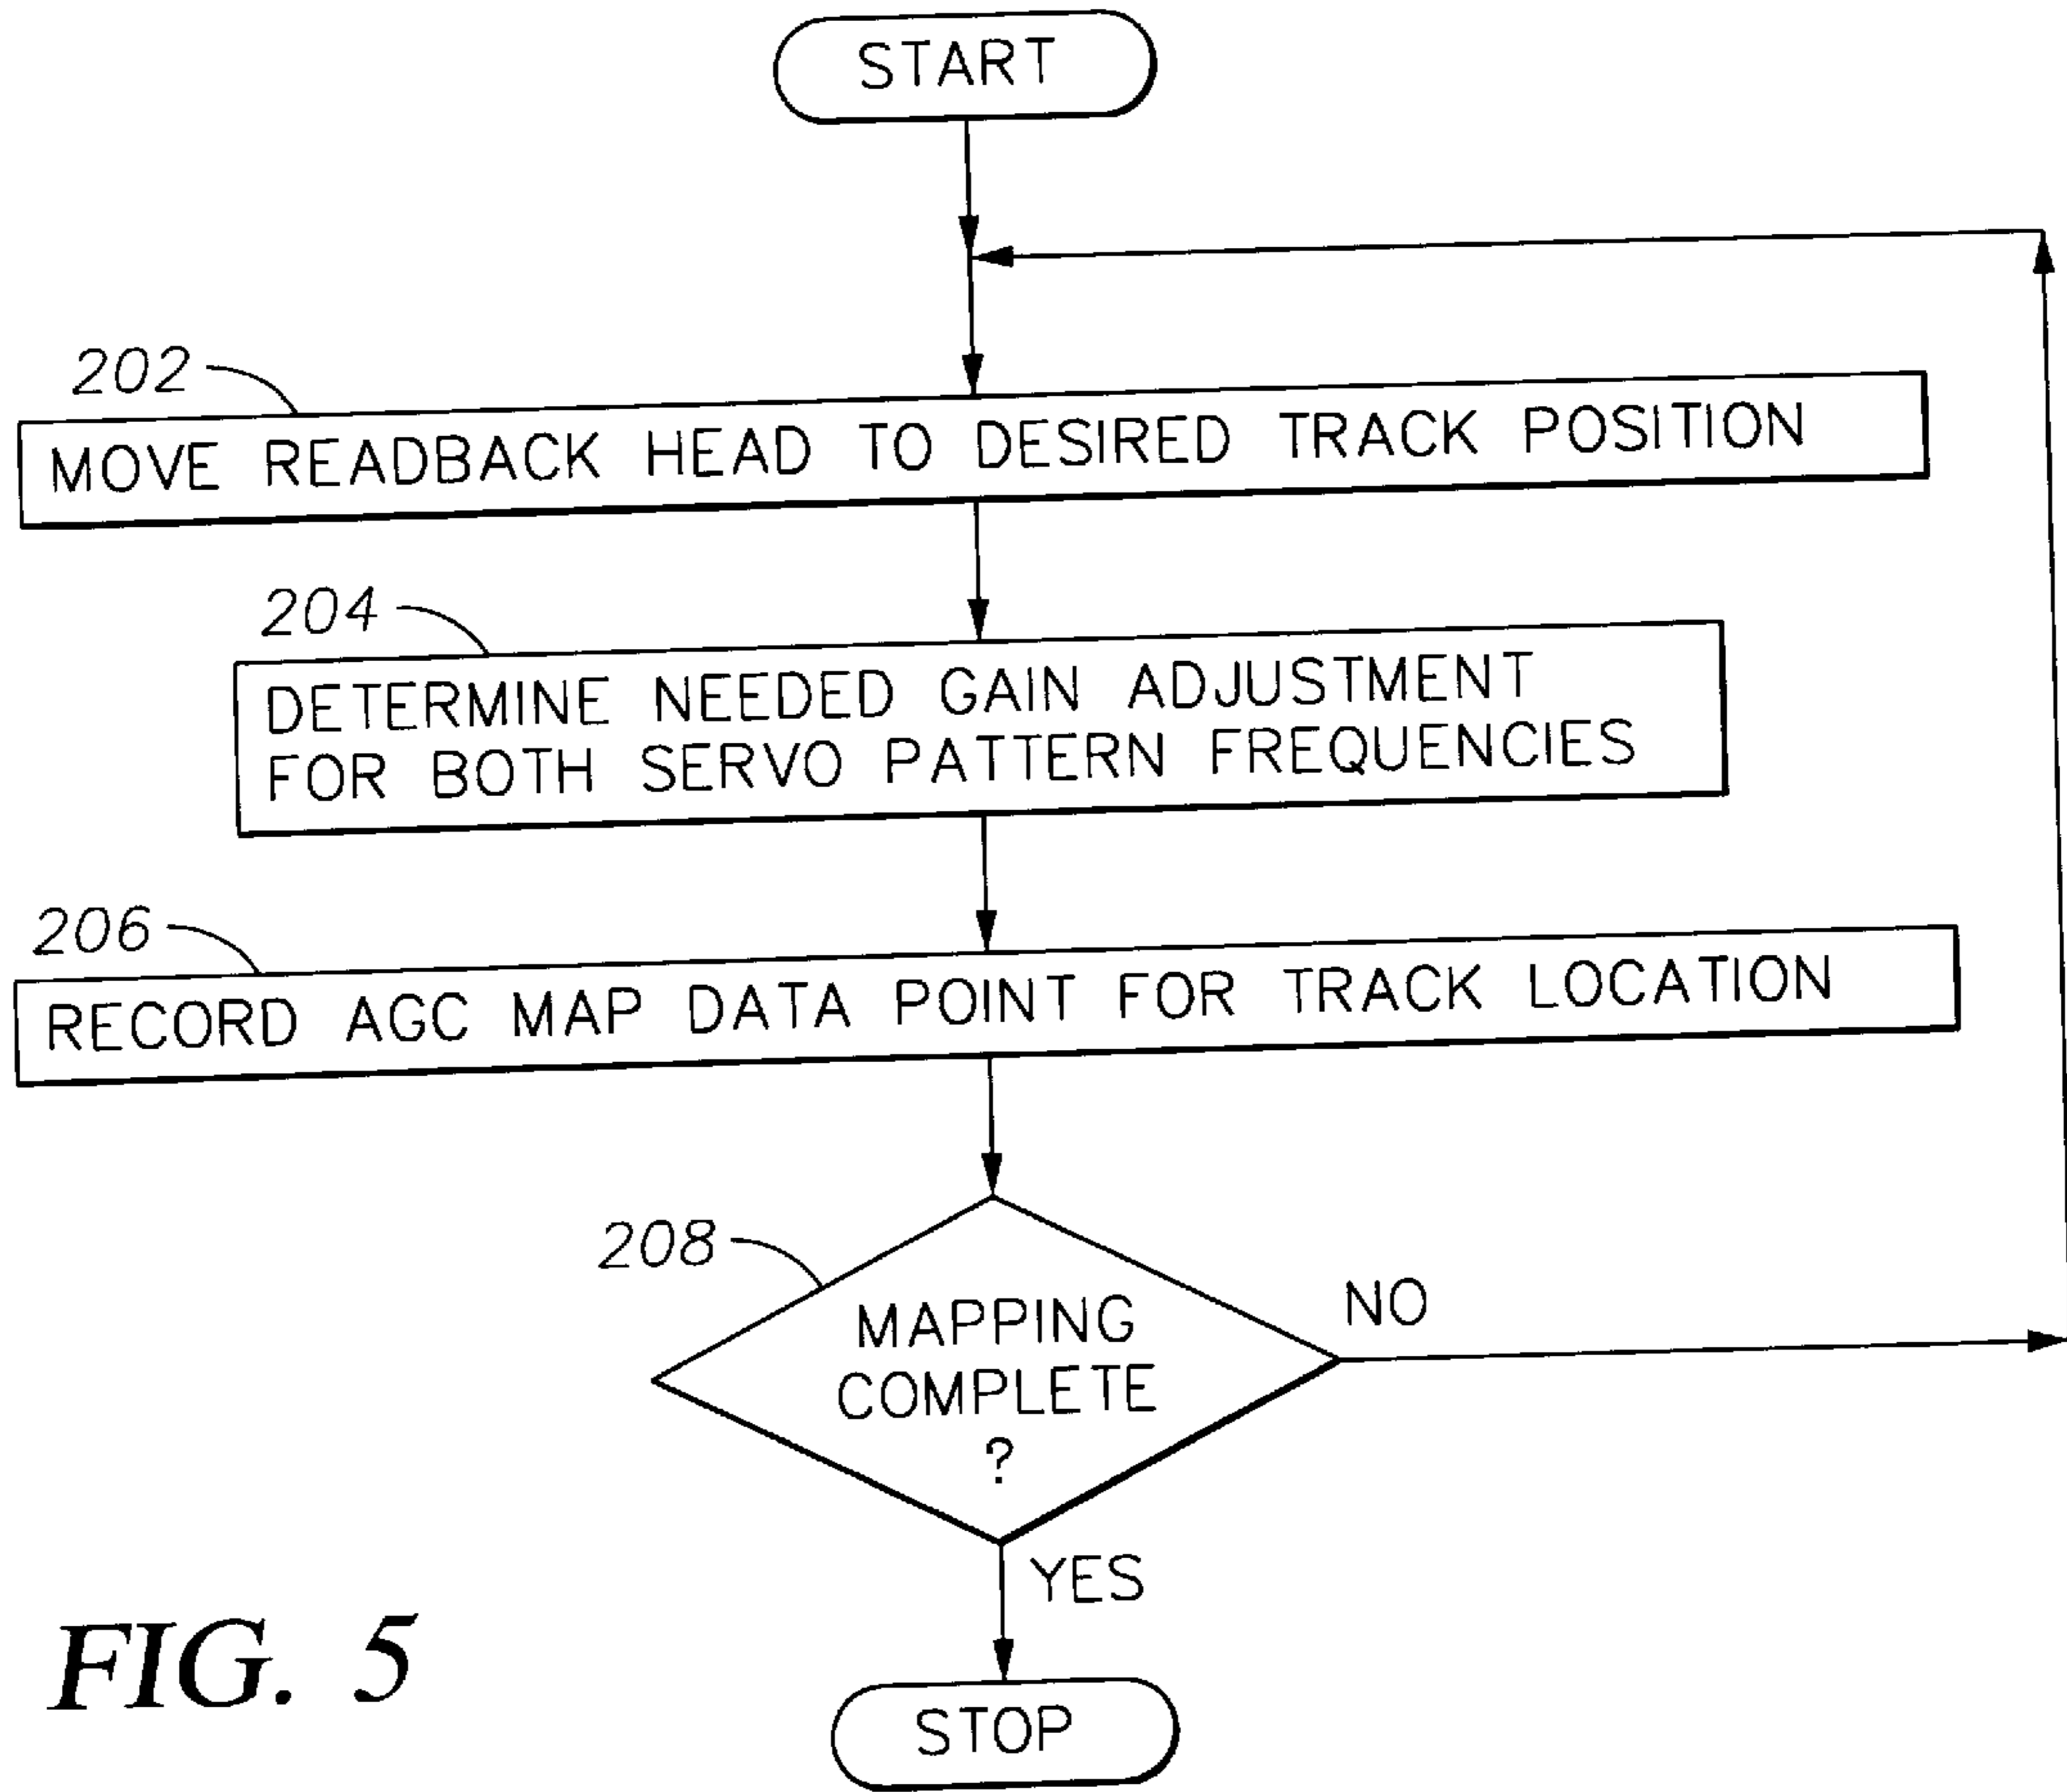 START
202
MOVE READBACK HEAD TO DESIRED TRACK POSITION
204
DETERMINE NEEDED GAIN ADJUSTMENT
FOR BOTH SERVO PATTERN FREQUENCIES
206
RECORD AGC MAP DATA POINT FOR TRACK LOCATION
208
MAPPING
COMPLETE
?
NO
YES
STOP
FIG. 5